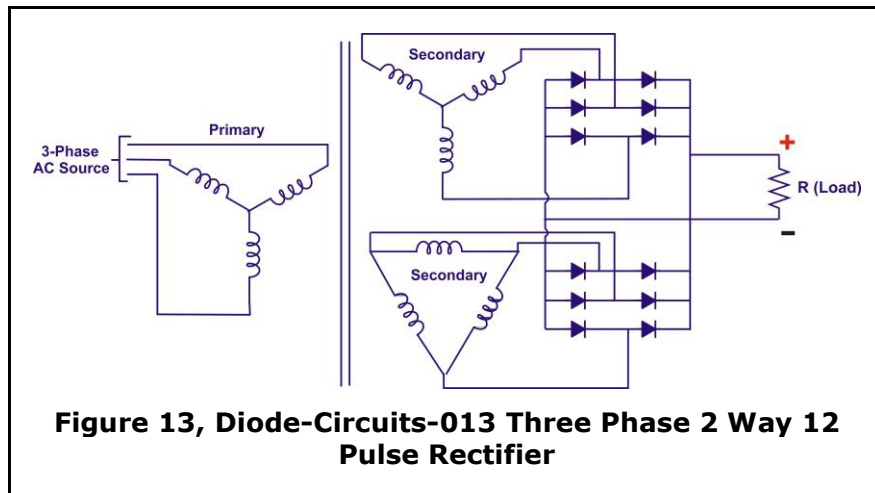 Secondary
Primary
3-Phase
AC Source
+
R (Load)
-
Secondary
Figure 13, Diode-Circuits-013 Three Phase 2 Way 12
Pulse Rectifier